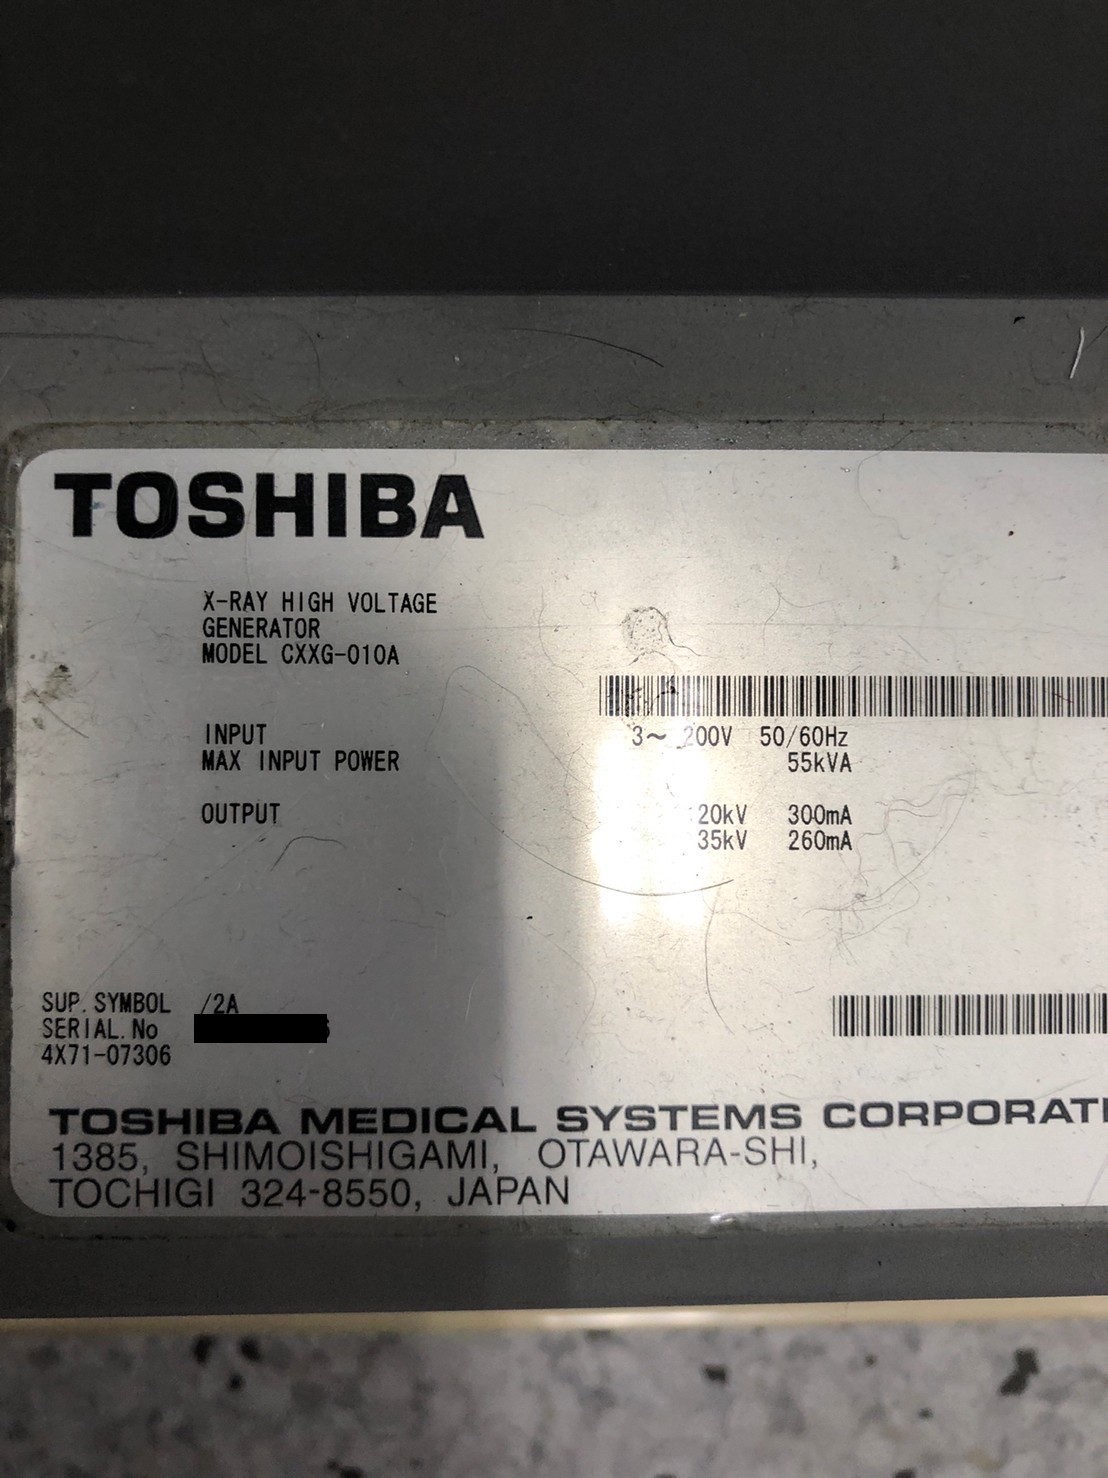 TOSHIBA
X-RAY HIGH VOLTAGE
GENERATOR
MODEL CXXG-010A
INPUT 3~ 200V 50/60Hz
MAX INPUT POWER 55kVA
OUTPUT 20kV 300mA
35kV 260mA
SUP. SYMBOL /2A
SERIAL. No
4X71-07306
TOSHIBA MEDICAL SYSTEMS CORPORATI
1385, SHIMOISHIGAMI, OTAWARA-SHI,
TOCHIGI 324-8550, JAPAN